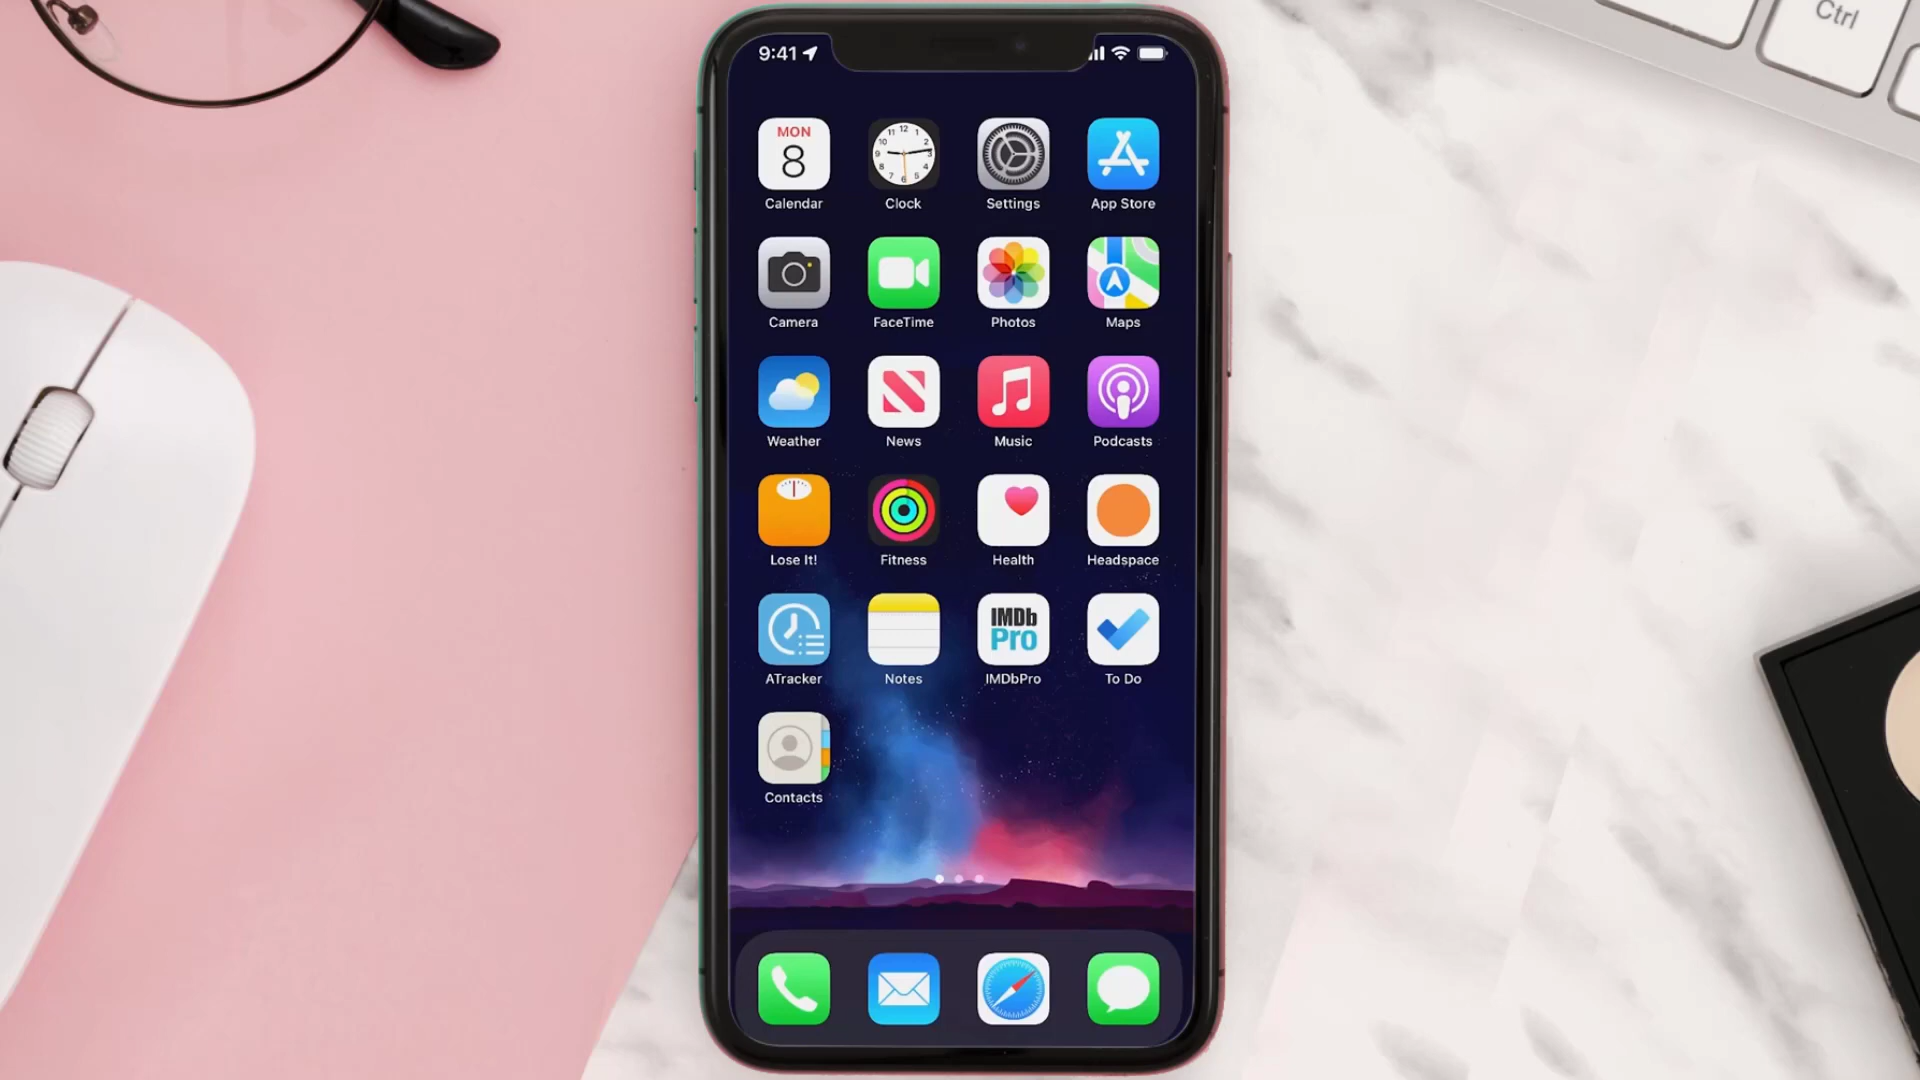 Ctrl
9:41
MON
8
Calendar
Clock
Settings
App Store
Camera
FaceTime
Photos
Maps
Weather
News
Music
Podcasts
Lose It!
Fitness
Health
Headspace
IMDb
Pro
ATracker
Notes
IMDbPro
To Do
Contacts